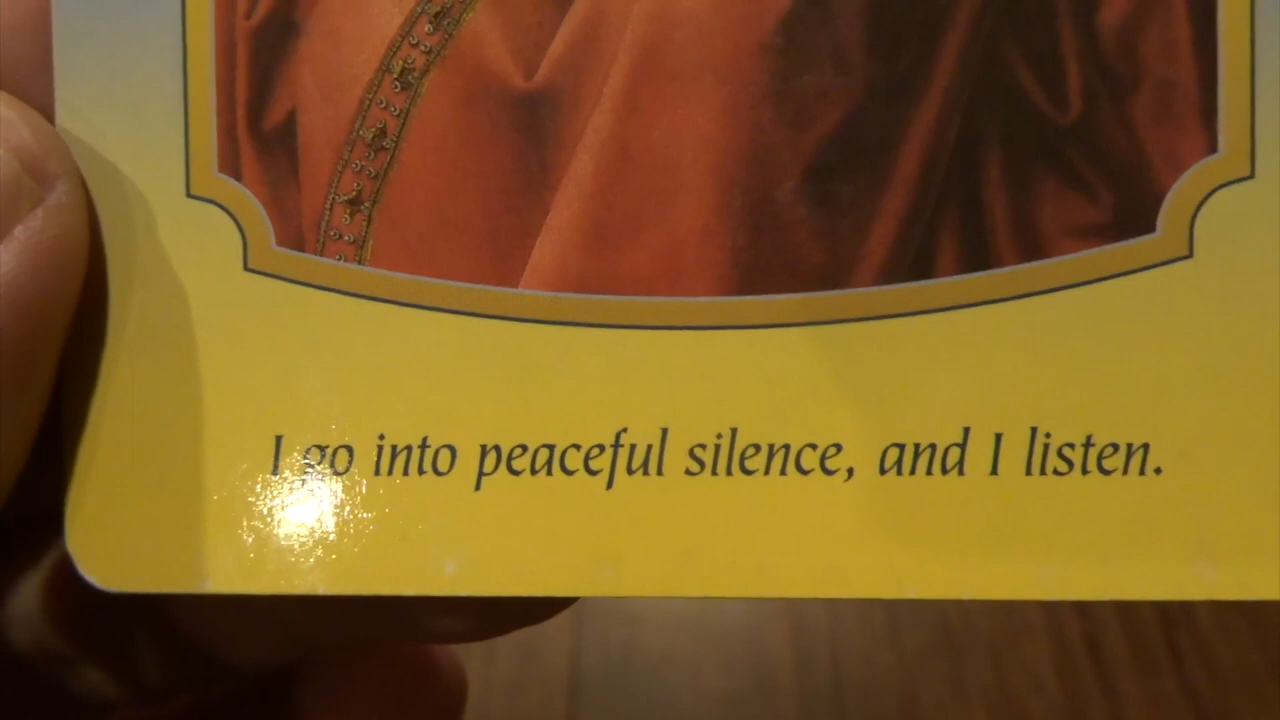 I go into peaceful silence, and I listen.